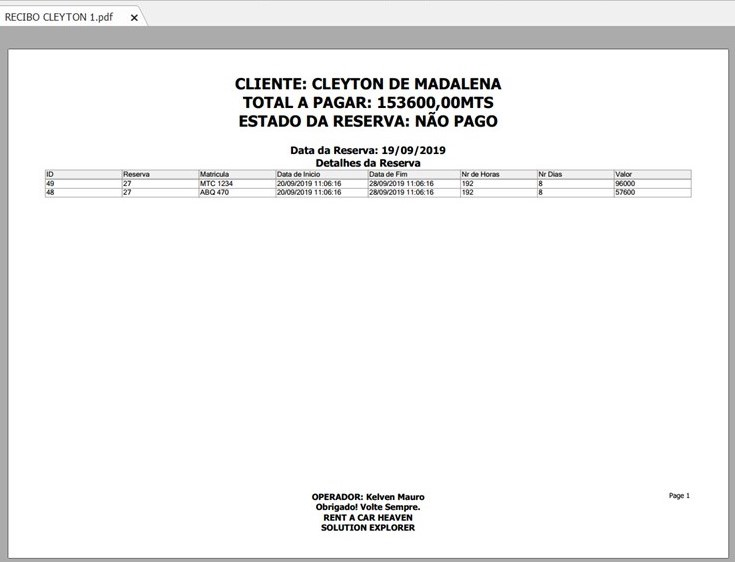 RECIBO CLEYTON 1.pdf ×
CLIENTE: CLEYTON DE MADALENA
TOTAL A PAGAR: 153600,00MTS
ESTADO DA RESERVA: NÃO PAGO
Data da Reserva: 19/09/2019
Detalhes da Reserva
ID Reserva Matricula Data de Inicio Data de Fim Nr de Horas Nr Dias Valor
49 27 MTC 1234 20/09/2019 11:06:16 28/09/2019 11:06:16 192 8 96000
48 27 ABQ 470 20/09/2019 11:06:16 28/09/2019 11:06:16 192 8 57600
OPERADOR: Kelven Mauro
Page 1
Obrigado! Volte Sempre.
RENT A CAR HEAVEN
SOLUTION EXPLORER